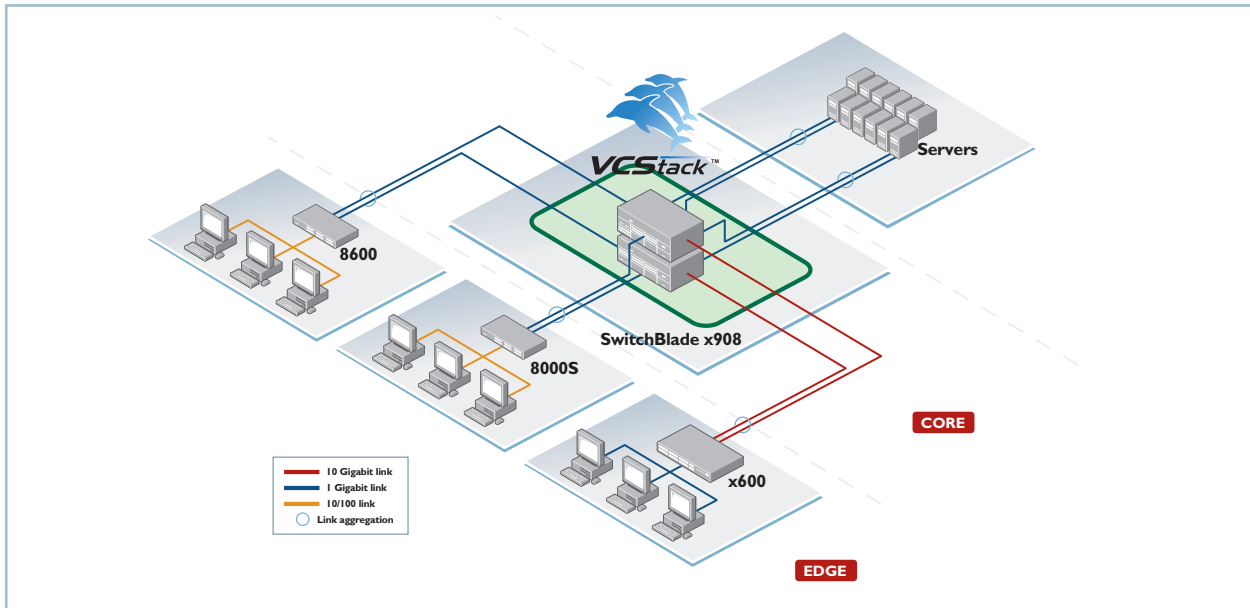 VCStack™
Servers
8600
SwitchBlade x908
8000S
x600
CORE
10 Gigabit link
1 Gigabit link
10/100 link
Link aggregation
EDGE